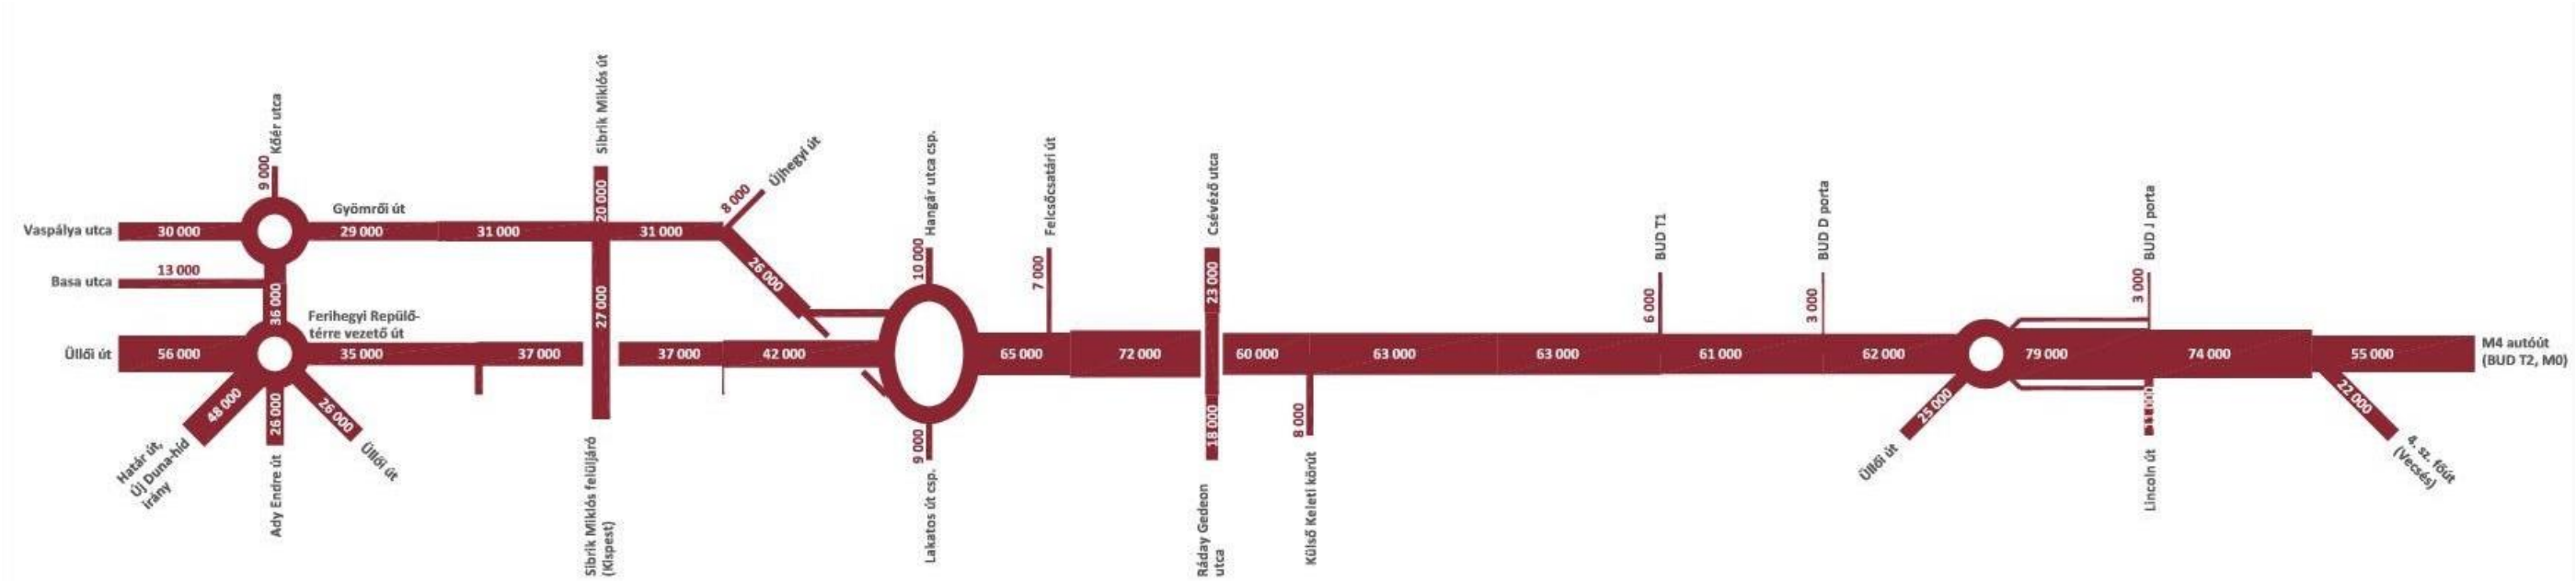 Vaspálya utca
30 000
9 000
Kőér utca
Gyömrői út
29 000
31 000
20 000
Sibrik Miklós út
31 000
8 000
Újhegyi út
26 000
Basa utca
13 000
36 000
Üllői út
56 000
Ferihegyi Repülő-
térre vezető út
35 000
37 000
27 000
37 000
42 000
48 000
Határ út,
Új Duna-híd
irány
26 000
Ady Endre út
26 000
Üllői út
Sibrik Miklós felüljáró
(Kispest)
10 000
Hangár utca csp.
9 000
Lakatos út csp.
65 000
7 000
Felcsőcsatári út
72 000
23 000
Csévéző utca
18 000
Ráday Gedeon
utca
60 000
8 000
Külső Keleti körút
63 000
63 000
6 000
BUD T1
61 000
3 000
BUD D porta
62 000
25 000
Üllői út
79 000
3 000
BUD J porta
11 000
Lincoln út
74 000
55 000
22 000
4. sz. főút
(Vecsés)
M4 autóút
(BUD T2, M0)